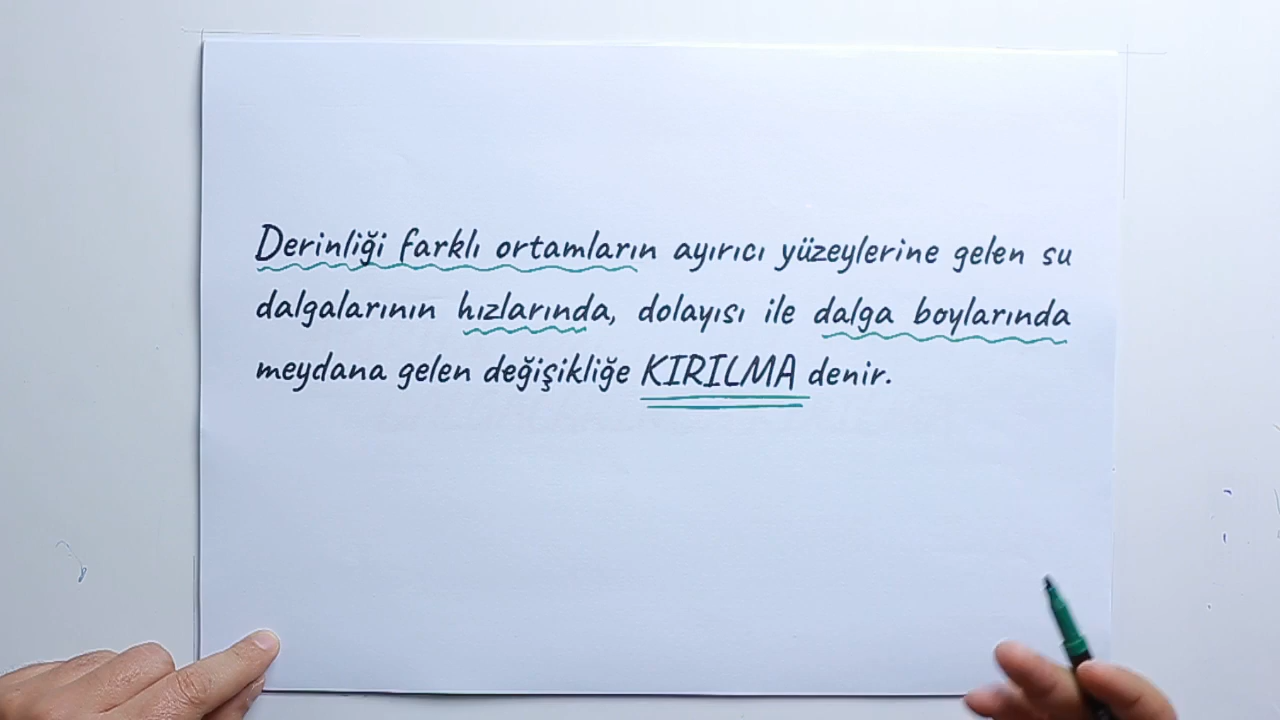 Derinliği farklı ortamların ayırıcı yüzeylerine gelen su
dalgalarının hızlarında, dolayısı ile dalga boylarında
meydana gelen değişikliğe KIRILMA denir.